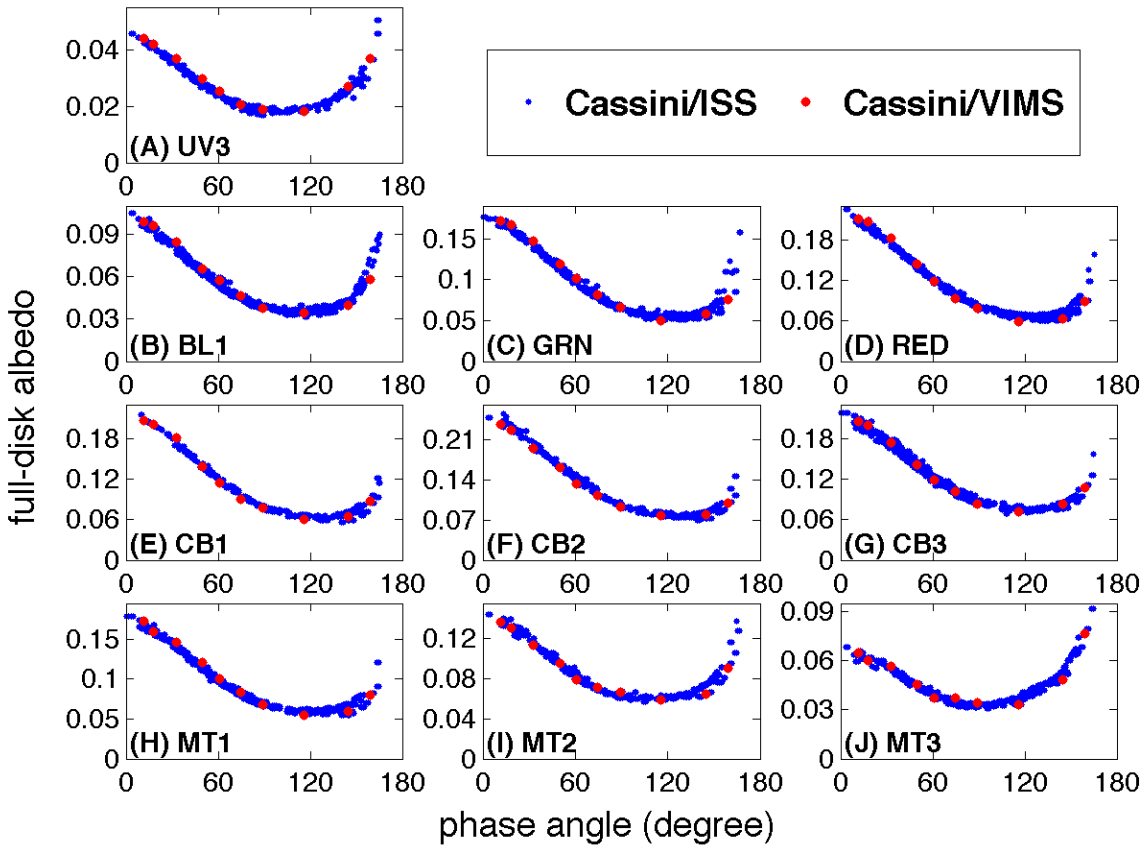 0.04
0.02
0
(A) UV3
0 60 120 180
Cassini/ISS Cassini/VIMS
0.09
0.06
0.03
0
(B) BL1
0 60 120 180
0.15
0.1
0.05
0
(C) GRN
0 60 120 180
0.18
0.12
0.06
0
(D) RED
0 60 120 180
full-disk albedo
0.18
0.12
0.06
0
(E) CB1
0 60 120 180
0.21
0.14
0.07
0
(F) CB2
0 60 120 180
0.18
0.12
0.06
0
(G) CB3
0 60 120 180
0.15
0.1
0.05
0
(H) MT1
0 60 120 180
0.12
0.08
0.04
0
(I) MT2
0 60 120 180
0.09
0.06
0.03
0
(J) MT3
0 60 120 180
phase angle (degree)